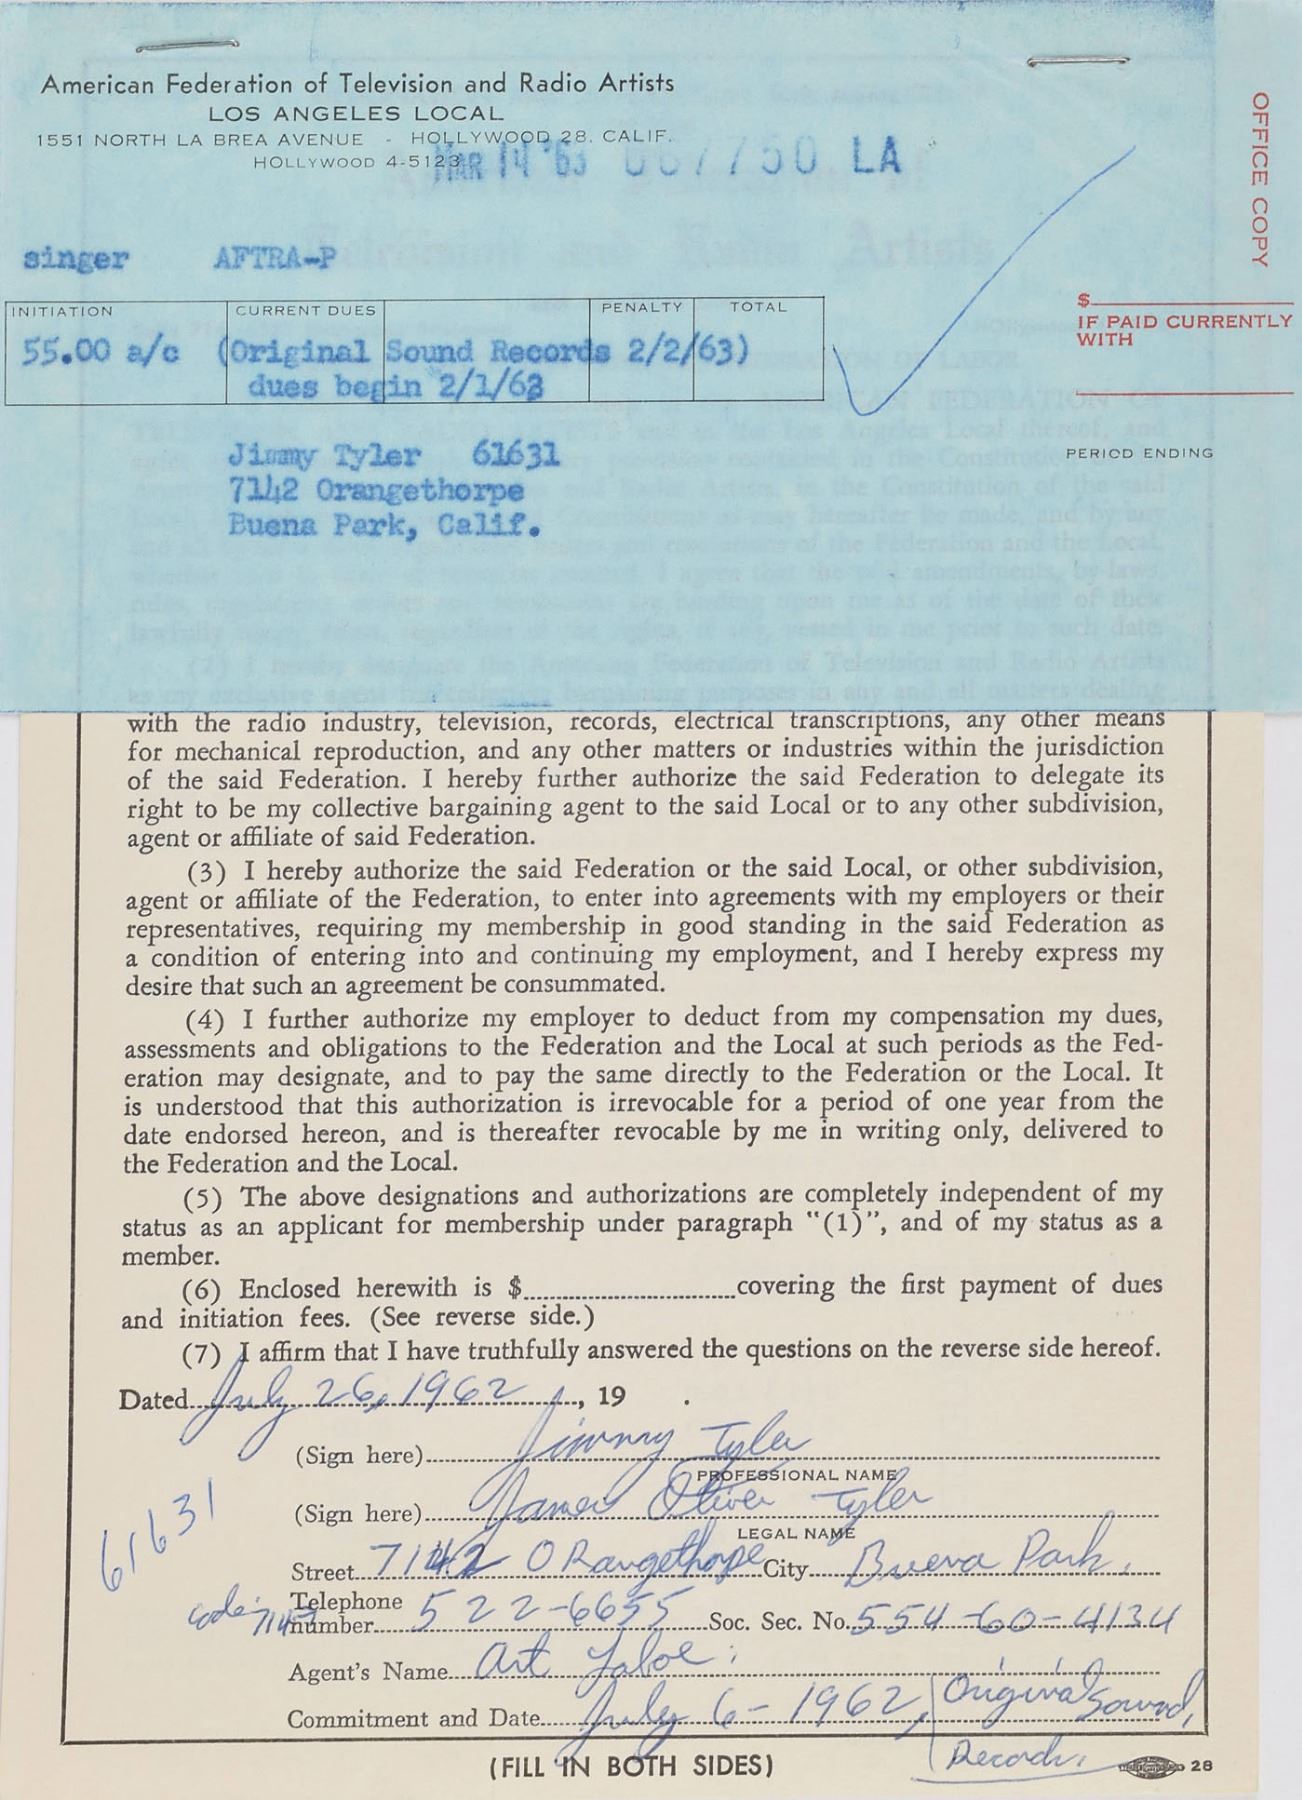 American Federation of Television and Radio Artists
LOS ANGELES LOCAL
1551 NORTH LA BREA AVENUE - HOLLYWOOD 28, CALIF.
HOLLYWOOD 4-5123
MAR 14 '63 067750 LA
OFFICE COPY
singer AFTRA-P
INITIATION CURRENT DUES PENALTY TOTAL
55.00 a/c (Original Sound Records 2/2/63)
dues begin 2/1/63
$
IF PAID CURRENTLY
WITH
PERIOD ENDING
Jimmy Tyler 61631
7142 Orangethorpe
Buena Park, Calif.
with the radio industry, television, records, electrical transcriptions, any other means
for mechanical reproduction, and any other matters or industries within the jurisdiction
of the said Federation. I hereby further authorize the said Federation to delegate its
right to be my collective bargaining agent to the said Local or to any other subdivision,
agent or affiliate of said Federation.
(3) I hereby authorize the said Federation or the said Local, or other subdivision,
agent or affiliate of the Federation, to enter into agreements with my employers or their
representatives, requiring my membership in good standing in the said Federation as
a condition of entering into and continuing my employment, and I hereby express my
desire that such an agreement be consummated.
(4) I further authorize my employer to deduct from my compensation my dues,
assessments and obligations to the Federation and the Local at such periods as the Fed-
eration may designate, and to pay the same directly to the Federation or the Local. It
is understood that this authorization is irrevocable for a period of one year from the
date endorsed hereon, and is thereafter revocable by me in writing only, delivered to
the Federation and the Local.
(5) The above designations and authorizations are completely independent of my
status as an applicant for membership under paragraph "(1)", and of my status as a
member.
(6) Enclosed herewith is $ covering the first payment of dues
and initiation fees. (See reverse side.)
(7) I affirm that I have truthfully answered the questions on the reverse side hereof.
Dated July 26, 1962, 19 .
(Sign here) Jimmy Tyler
PROFESSIONAL NAME
(Sign here) James Oliver Tyler
LEGAL NAME
61631
Street 7142 ORangethorpe City Buena Park,
Telephone
code: 714 number 522-6655 Soc. Sec. No. 554-60-4134
Agent's Name Art Laboe
Commitment and Date July 6 - 1962, Original Sound,
Records.
(FILL IN BOTH SIDES)
28